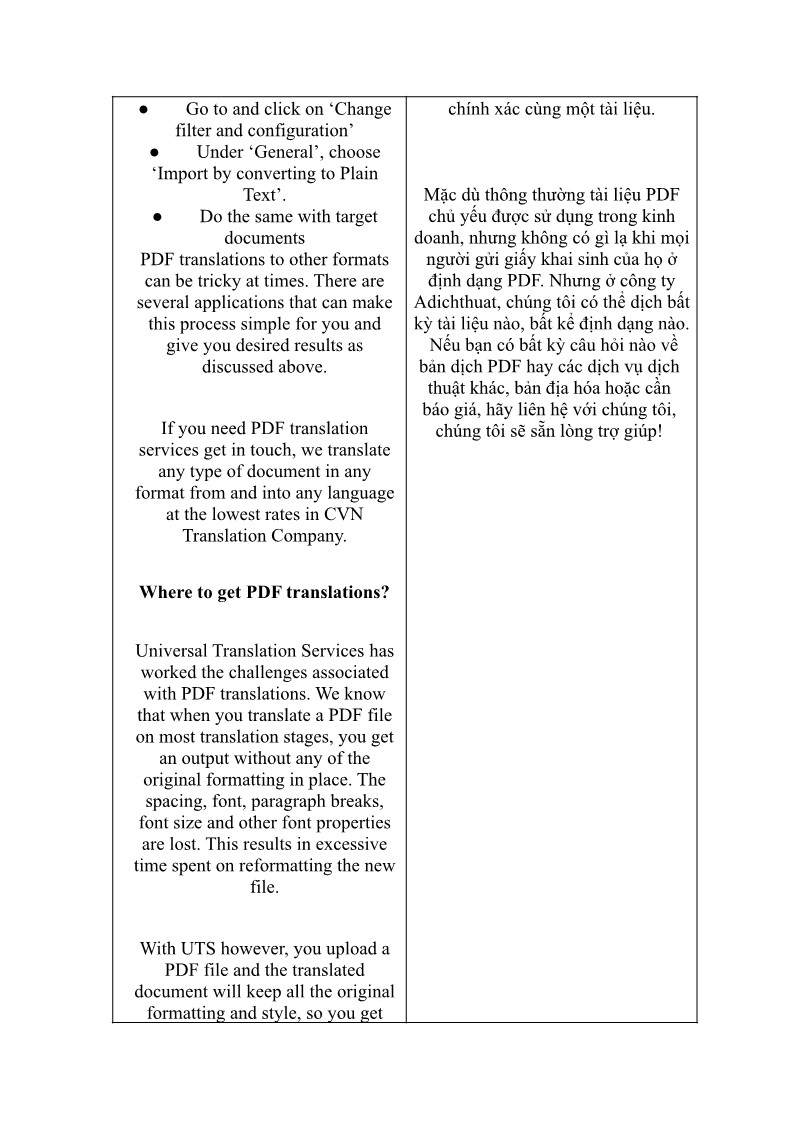 ● Go to and click on ‘Change
filter and configuration’
● Under ‘General’, choose
‘Import by converting to Plain
Text’.
● Do the same with target
documents
PDF translations to other formats
can be tricky at times. There are
several applications that can make
this process simple for you and
give you desired results as
discussed above.
If you need PDF translation
services get in touch, we translate
any type of document in any
format from and into any language
at the lowest rates in CVN
Translation Company.
Where to get PDF translations?
Universal Translation Services has
worked the challenges associated
with PDF translations. We know
that when you translate a PDF file
on most translation stages, you get
an output without any of the
original formatting in place. The
spacing, font, paragraph breaks,
font size and other font properties
are lost. This results in excessive
time spent on reformatting the new
file.
With UTS however, you upload a
PDF file and the translated
document will keep all the original
formatting and style, so you get
chính xác cùng một tài liệu.
Mặc dù thông thường tài liệu PDF
chủ yếu được sử dụng trong kinh
doanh, nhưng không có gì lạ khi mọi
người gửi giấy khai sinh của họ ở
định dạng PDF. Nhưng ở công ty
Adichthuat, chúng tôi có thể dịch bất
kỳ tài liệu nào, bất kể định dạng nào.
Nếu bạn có bất kỳ câu hỏi nào về
bản dịch PDF hay các dịch vụ dịch
thuật khác, bản địa hóa hoặc cần
báo giá, hãy liên hệ với chúng tôi,
chúng tôi sẽ sẵn lòng trợ giúp!